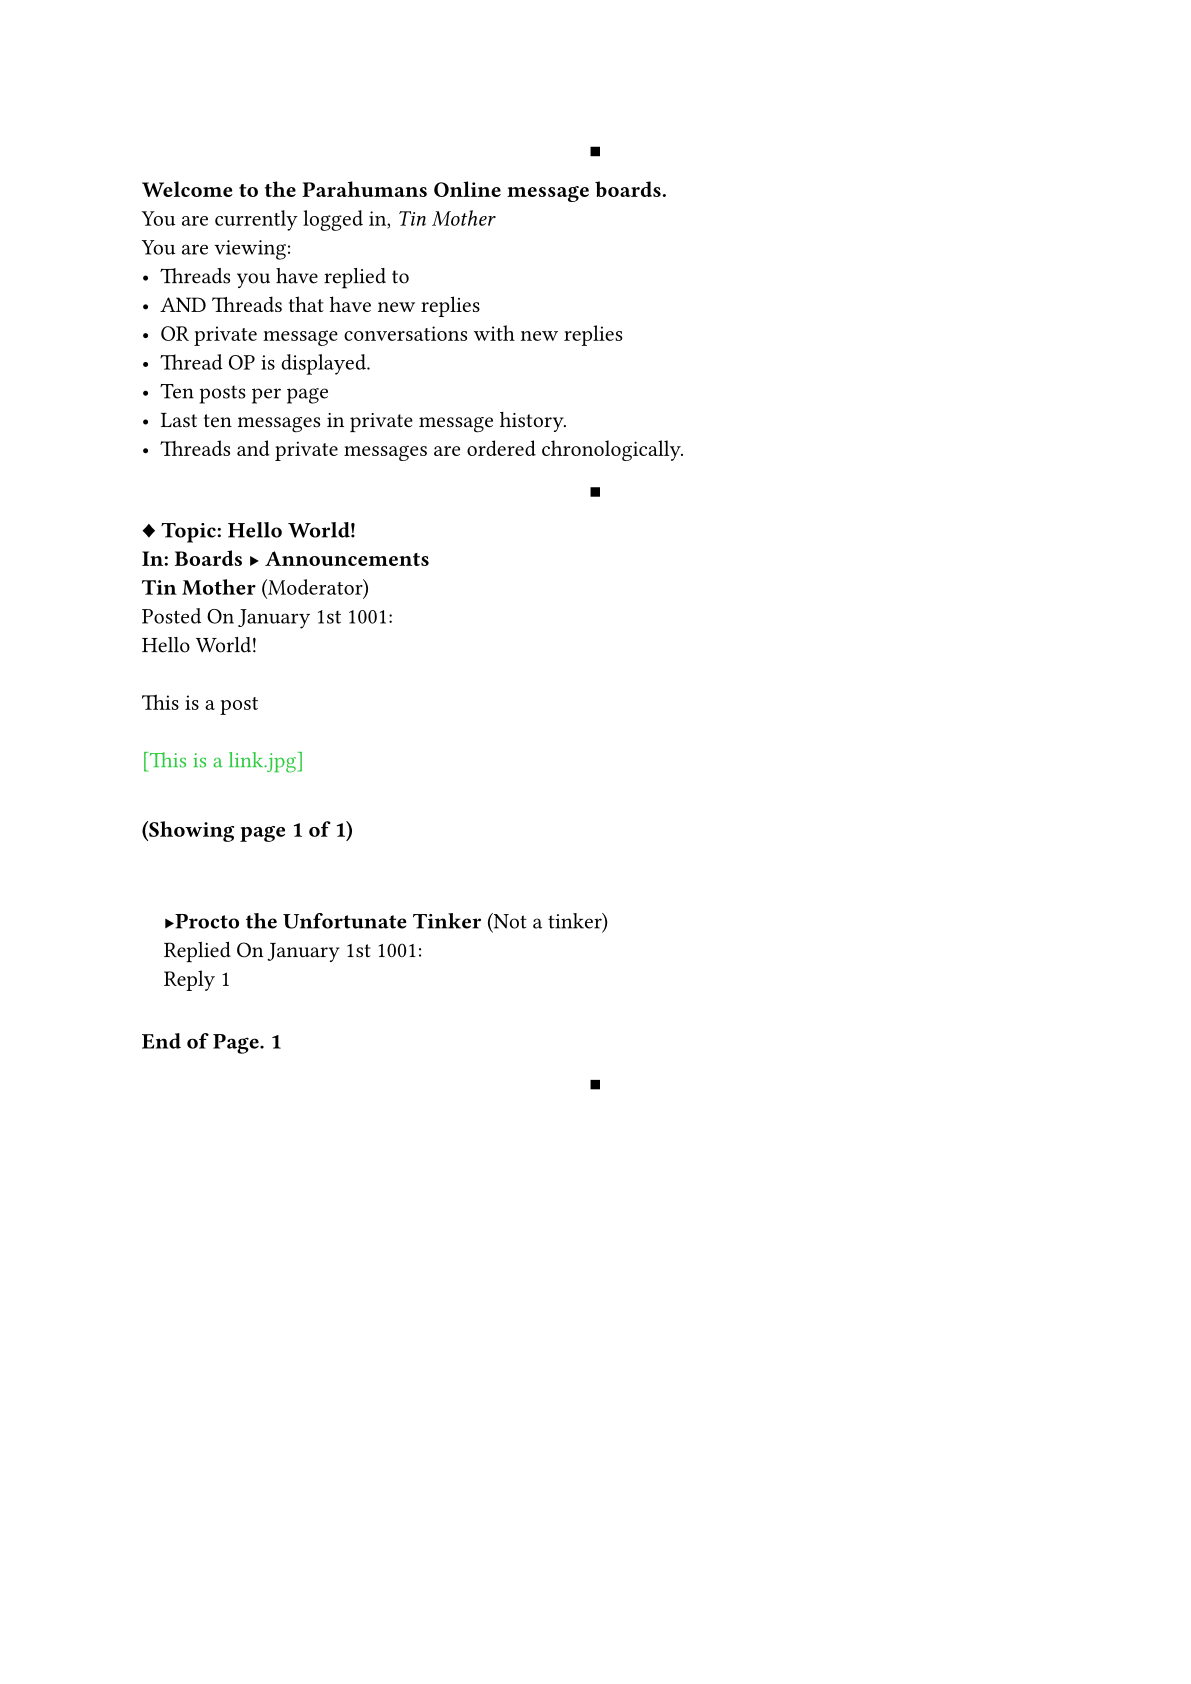 ■
Welcome to the Parahumans Online message boards.
You are currently logged in, Tin Mother
You are viewing:
• Threads you have replied to
• AND Threads that have new replies
• OR private message conversations with new replies
• Thread OP is displayed.
• Ten posts per page
• Last ten messages in private message history.
• Threads and private messages are ordered chronologically.
■
♦ Topic: Hello World!
In: Boards ▸ Announcements
Tin Mother (Moderator)
Posted On January 1st 1001:
Hello World!
This is a post
[This is a link.jpg]
(Showing page 1 of 1)
▸Procto the Unfortunate Tinker (Not a tinker)
Replied On January 1st 1001:
Reply 1
End of Page. 1
■